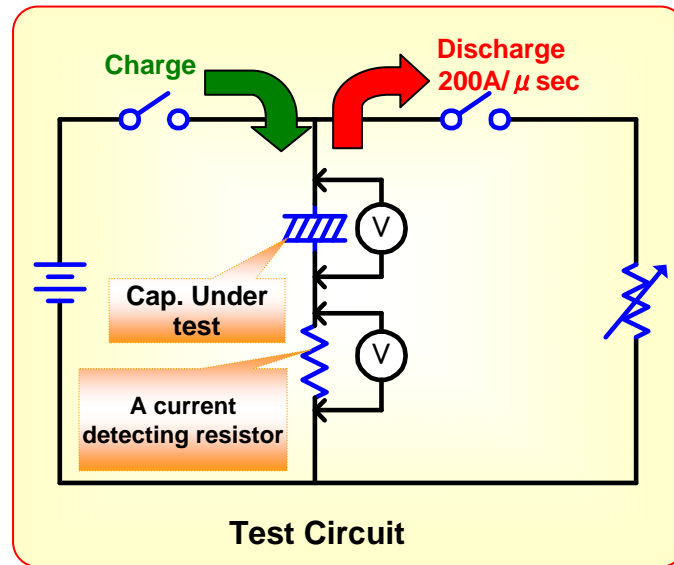 Charge
Discharge
200A/μsec
V
Cap. Under
test
V
A current
detecting resistor
Test Circuit